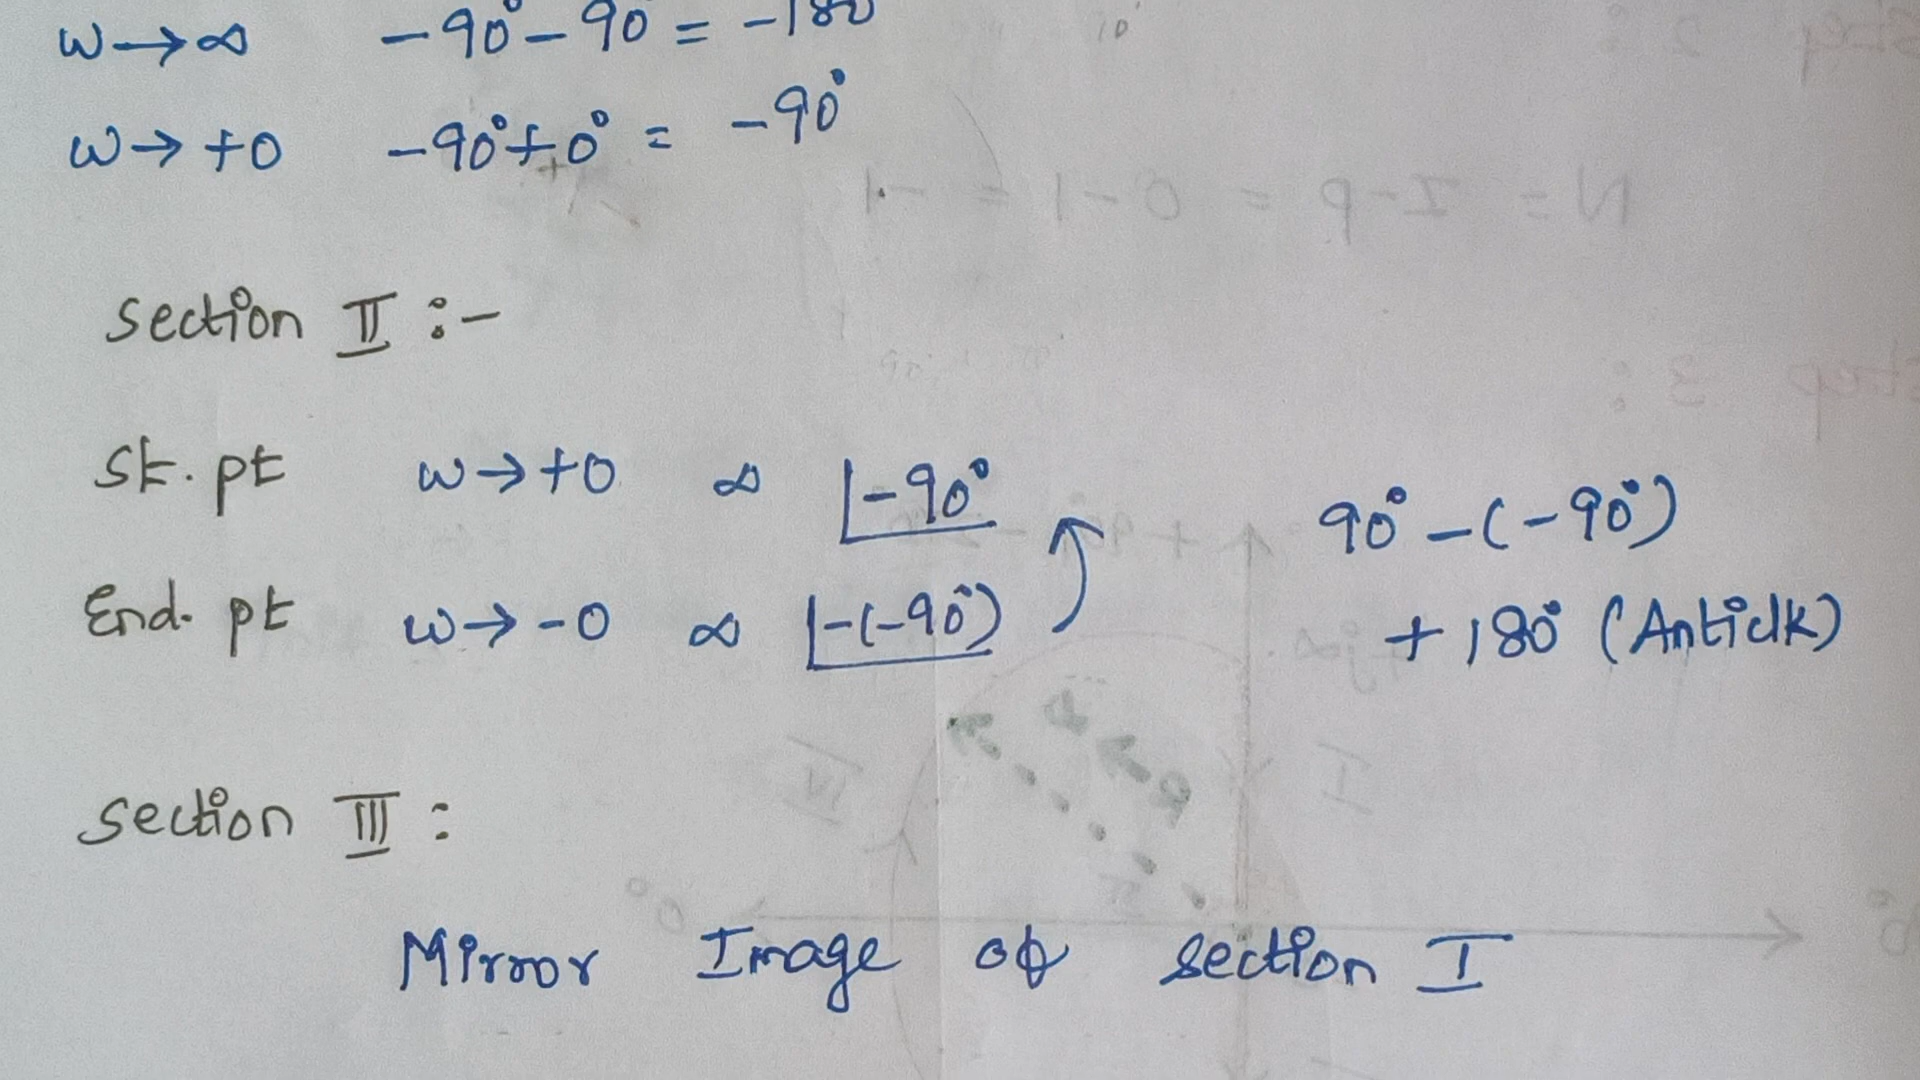 w→∞ -90°-90° = -180
w→+0 -90°+0° = -90°
section II :-
St. pt w→+0 ∞ ∟-90° 90°-(-90°)
End. pt w→-0 ∞ ∟-(-90°) +180° (Anticlk)
section III :
Mirror Image of section I